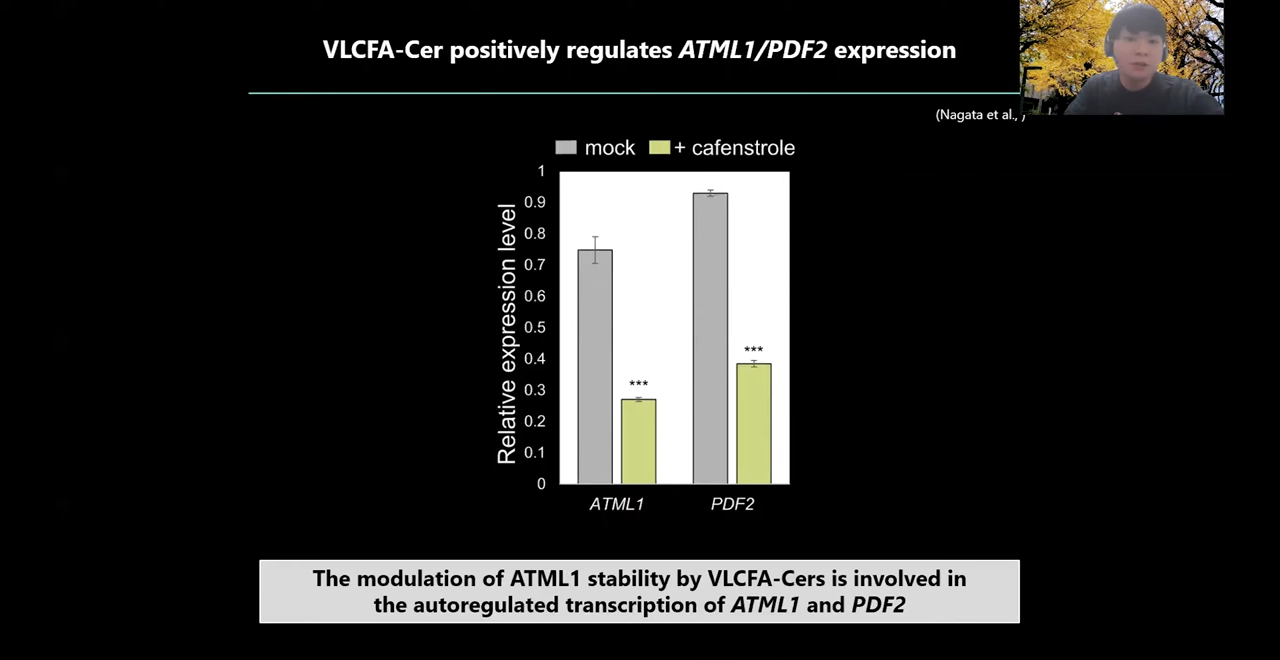 VLCFA-Cer positively regulates ATML1/PDF2 expression
(Nagata et al., )
mock + cafenstrole
Relative expression level
1
0.9
0.8
0.7
0.6
0.5
0.4
0.3
0.2
0.1
0
***
***
ATML1 PDF2
The modulation of ATML1 stability by VLCFA-Cers is involved in
the autoregulated transcription of ATML1 and PDF2